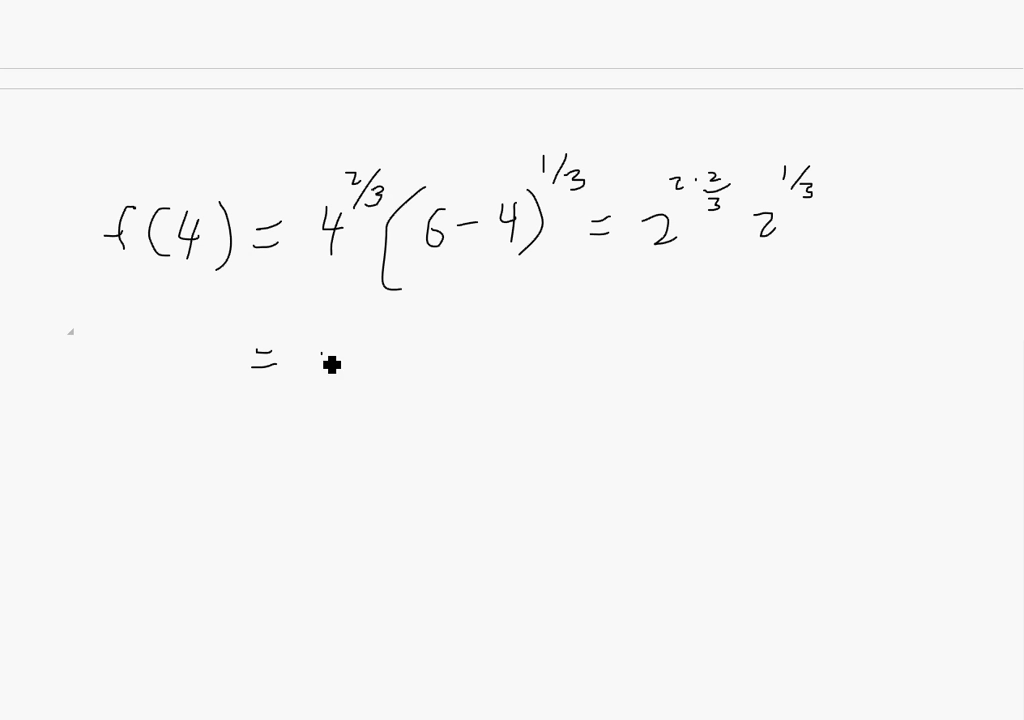 f(4) = 4^{2/3} (6-4)^{1/3} = 2^{2·2/3} 2^{1/3}
=